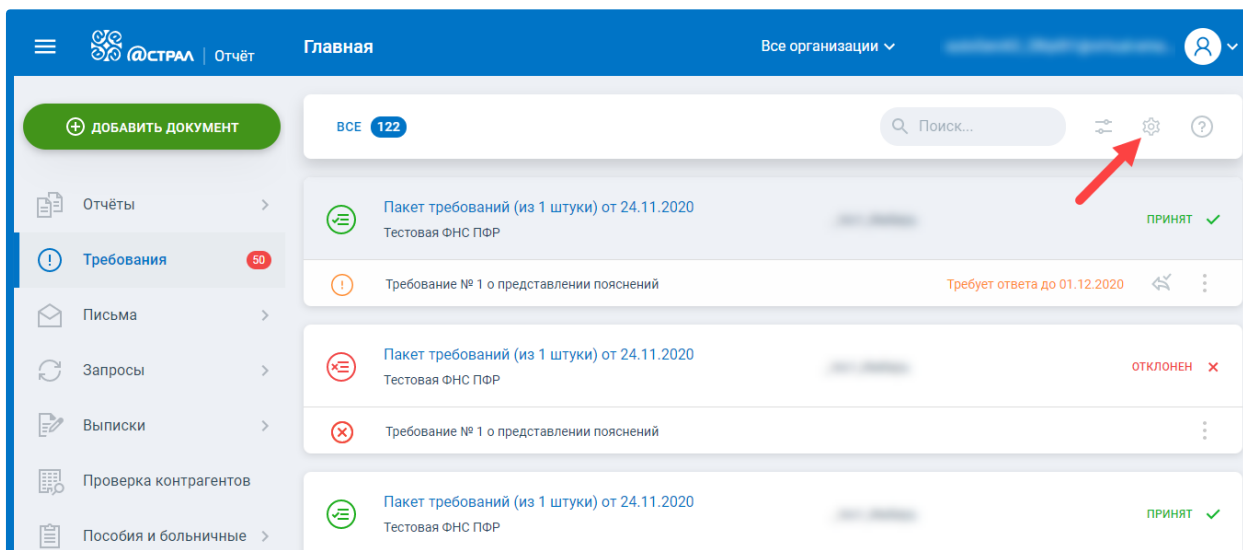 @СТРАЛ | Отчёт
Главная
Все организации
ДОБАВИТЬ ДОКУМЕНТ
ВСЕ 122
Поиск...
Отчёты
Требования 50
Письма
Запросы
Выписки
Проверка контрагентов
Пособия и больничные
Пакет требований (из 1 штуки) от 24.11.2020
Тестовая ФНС ПФР
ПРИНЯТ
Требование № 1 о представлении пояснений
Требует ответа до 01.12.2020
Пакет требований (из 1 штуки) от 24.11.2020
Тестовая ФНС ПФР
ОТКЛОНЕН
Требование № 1 о представлении пояснений
Пакет требований (из 1 штуки) от 24.11.2020
Тестовая ФНС ПФР
ПРИНЯТ